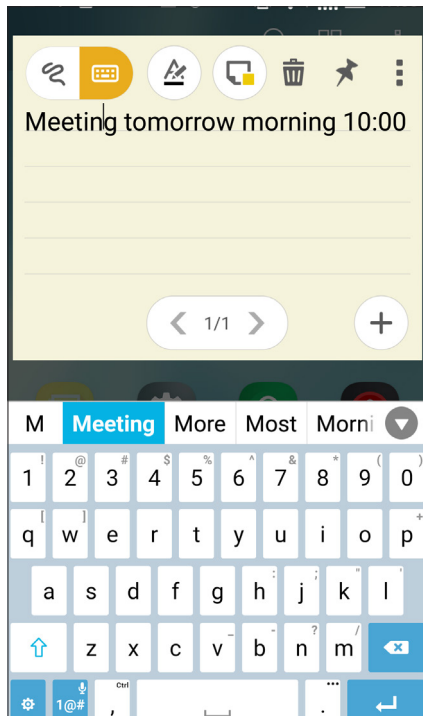 Meeting tomorrow morning 10:00
1/1
M Meeting More Most Morni
! @ # $ % ^ & * ( )
1 2 3 4 5 6 7 8 9 0
[ ] +
q w e r t y u i o p
: ; " '
a s d f g h j k l
_ - ? /
z x c v b n m
Ctrl
1@# , .